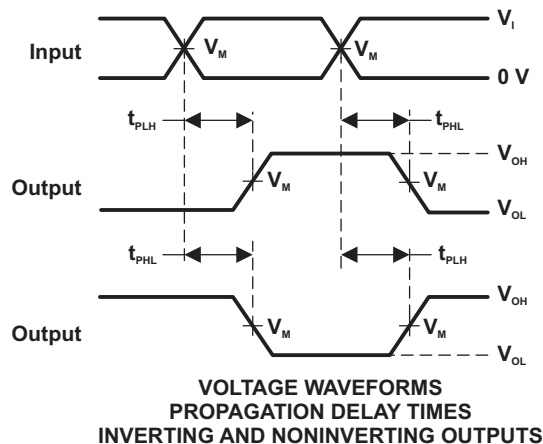 V_I
Input
V_M
V_M
0 V
t_PLH
t_PHL
V_OH
Output
V_M
V_M
V_OL
t_PHL
t_PLH
V_OH
Output
V_M
V_M
V_OL
VOLTAGE WAVEFORMS
PROPAGATION DELAY TIMES
INVERTING AND NONINVERTING OUTPUTS